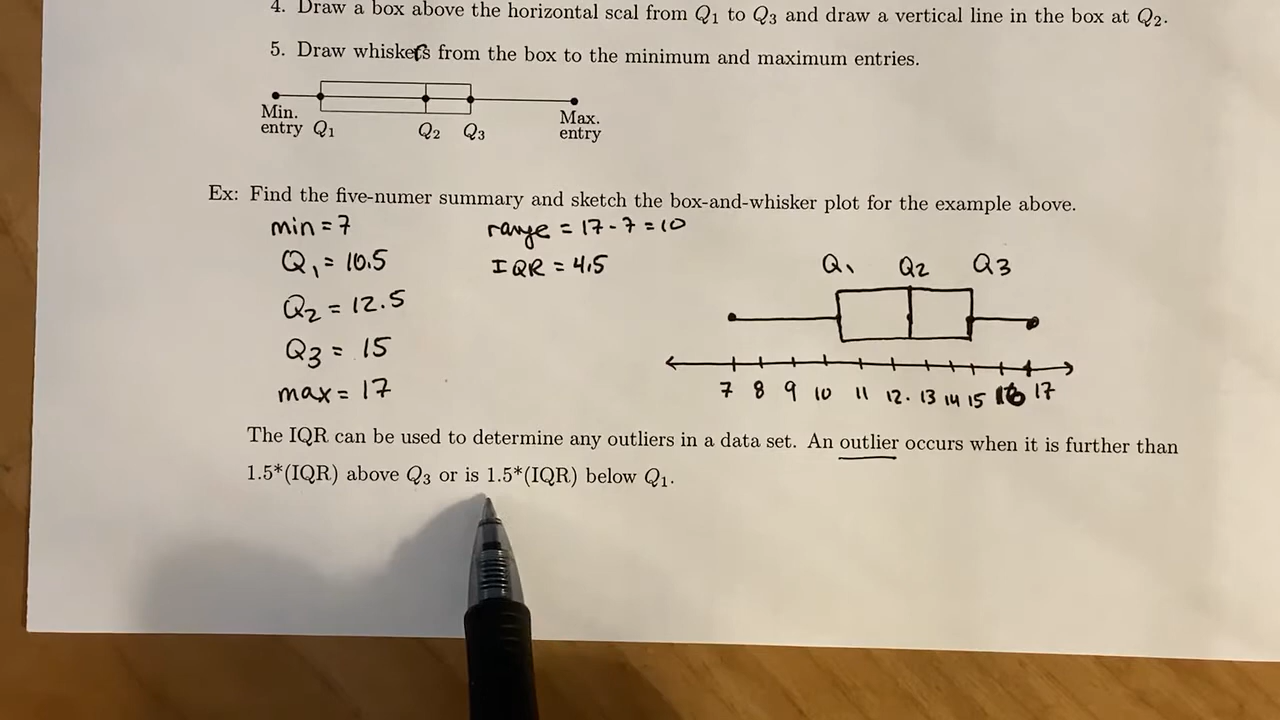 4. Draw a box above the horizontal scal from Q₁ to Q₃ and draw a vertical line in the box at Q₂.
5. Draw whiskers from the box to the minimum and maximum entries.
Min. entry Q₁ Q₂ Q₃ Max. entry
Ex: Find the five-numer summary and sketch the box-and-whisker plot for the example above.
min = 7
range = 17 - 7 = 10
Q₁ = 10.5
IQR = 4.5
Q₂ = 12.5
Q₃ = 15
max = 17
Q₁ Q₂ Q₃
7 8 9 10 11 12. 13 14 15 16 17
The IQR can be used to determine any outliers in a data set. An outlier occurs when it is further than
1.5*(IQR) above Q₃ or is 1.5*(IQR) below Q₁.